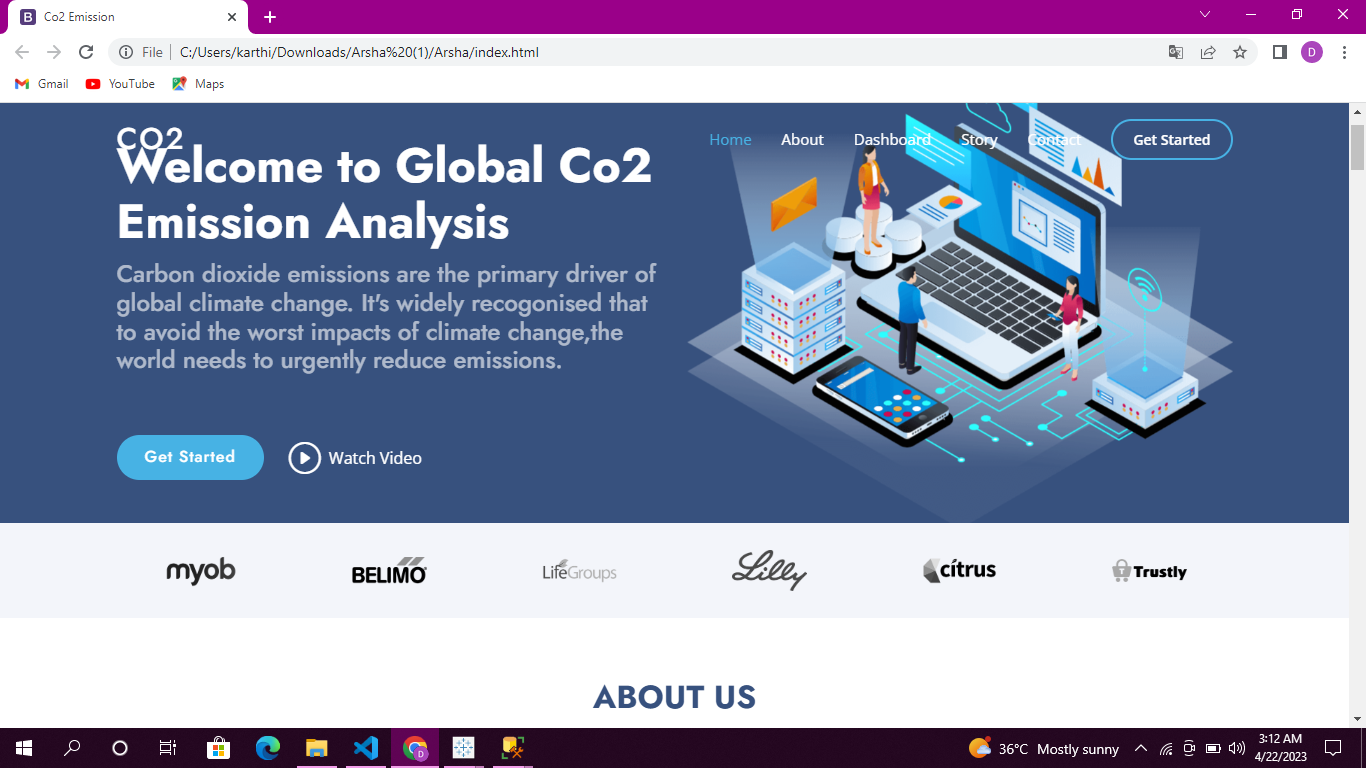 Co2 Emission
File
C:/Users/karthi/Downloads/Arsha%20(1)/Arsha/index.html
D
Gmail
YouTube
Maps
CO2
Home
About
Dashboard
Story
Contact
Get Started
Welcome to Global Co2
Emission Analysis
Carbon dioxide emissions are the primary driver of
global climate change. It's widely recogonised that
to avoid the worst impacts of climate change,the
world needs to urgently reduce emissions.
Get Started
Watch Video
myob
BELIMO
LifeGroups
Lilly
cítrus
Trustly
ABOUT US
36°C Mostly sunny
3:12 AM
4/22/2023